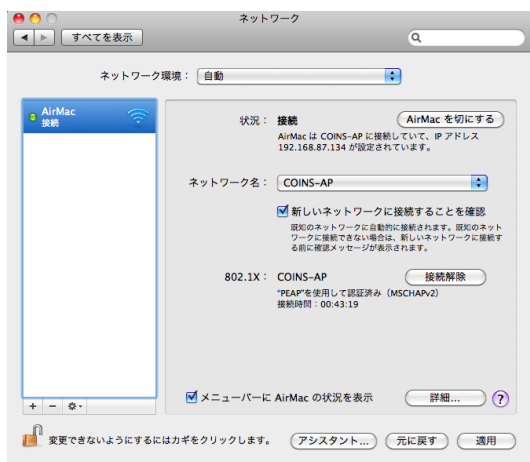 ネットワーク
すべてを表示
ネットワーク環境： 自動
AirMac
接続
状況： 接続
AirMac を切にする
AirMac は COINS-AP に接続していて、IP アドレス
192.168.87.134 が設定されています。
ネットワーク名： COINS-AP
新しいネットワークに接続することを確認
既知のネットワークに自動的に接続されます。既知のネット
ワークに接続できない場合は、新しいネットワークに接続す
る前に確認メッセージが表示されます。
802.1X： COINS-AP
接続解除
"PEAP"を使用して認証済み（MSCHAPv2）
接続時間：00:43:19
メニューバーに AirMac の状況を表示
詳細...
?
変更できないようにするにはカギをクリックします。
アシスタント...
元に戻す
適用